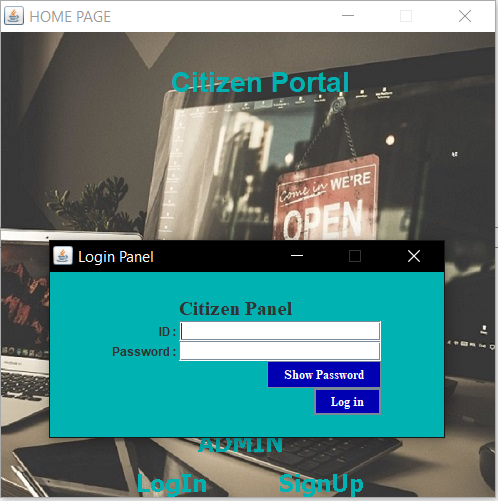 HOME PAGE
Citizen Portal
Come in WE'RE
OPEN
Login Panel
Citizen Panel
ID :
Password :
Show Password
Log in
ADMIN
LogIn SignUp